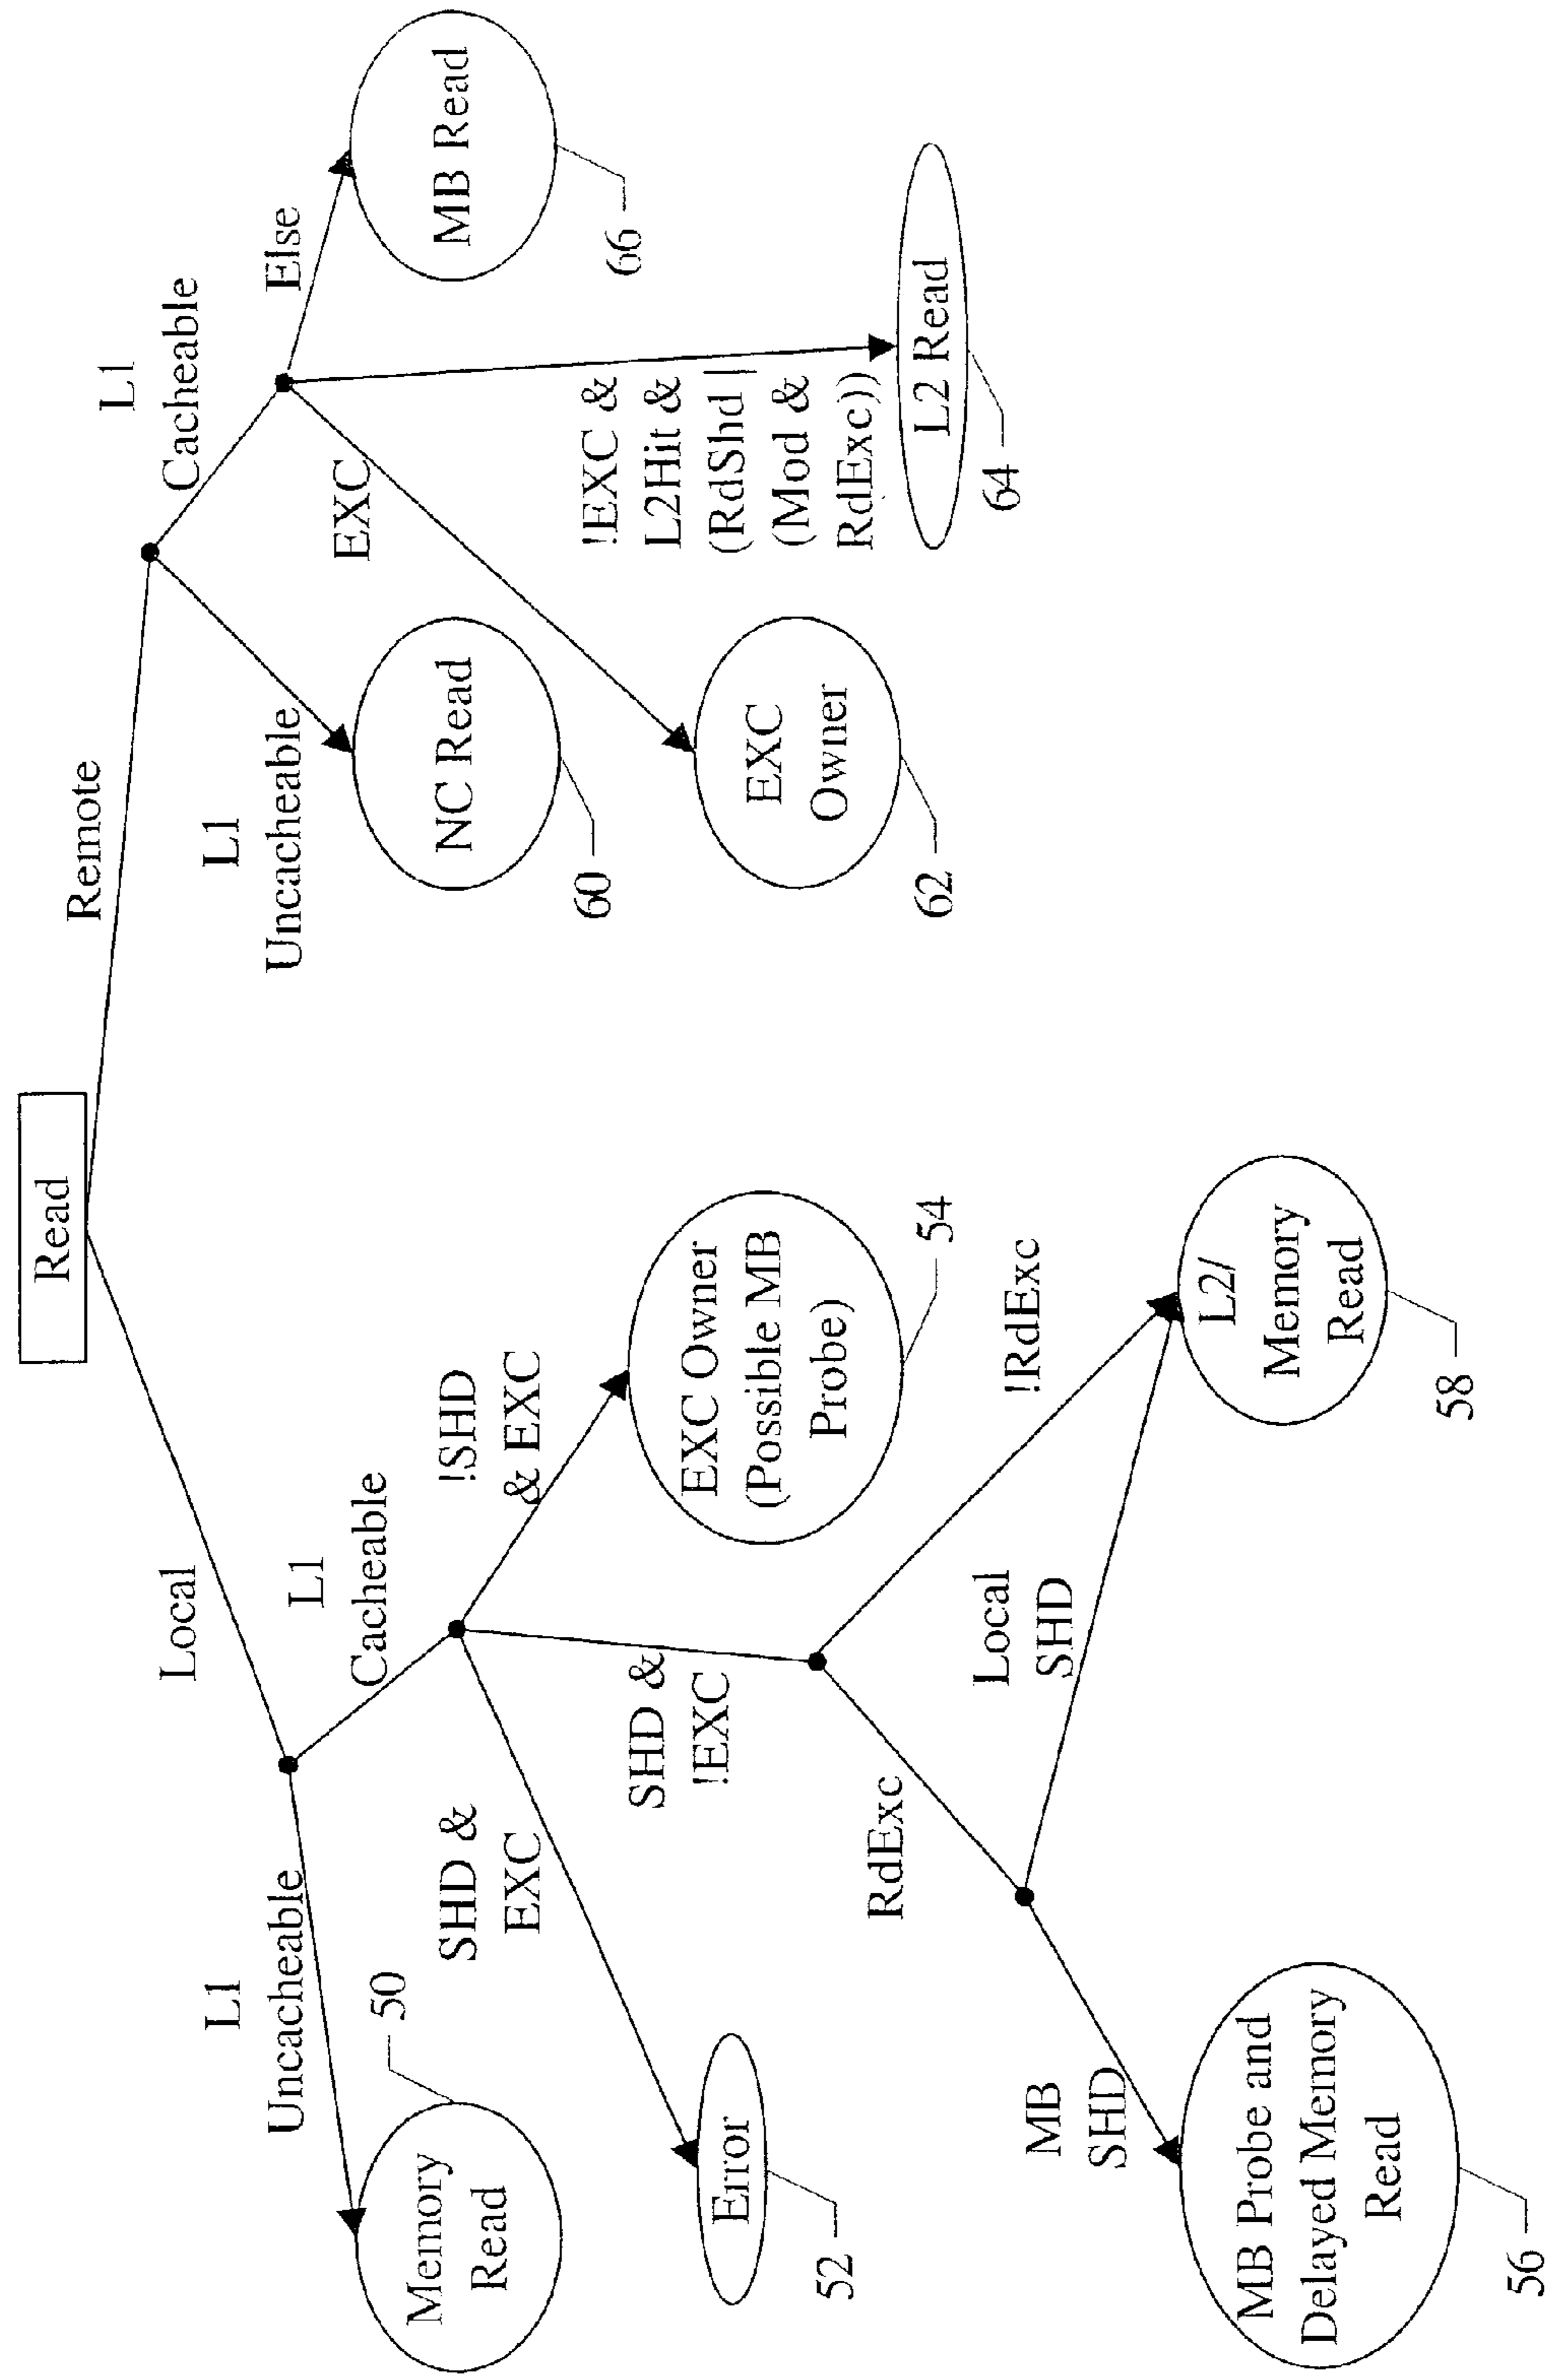 Read
Local
Remote
L1
Uncacheable
L1
Cacheable
L1
Uncacheable
L1
Cacheable
50
Memory
Read
SHD &
EXC
!SHD
& EXC
NC Read
60
EXC
Else
MB Read
66
Error
52
SHD &
!EXC
EXC Owner
(Possible MB
Probe)
54
EXC
Owner
62
!EXC &
L2Hit &
(RdShd |
(Mod &
RdExc))
L2 Read
64
RdExc
!RdExc
Local
SHD
MB
SHD
MB Probe and
Delayed Memory
Read
56
L2/
Memory
Read
58